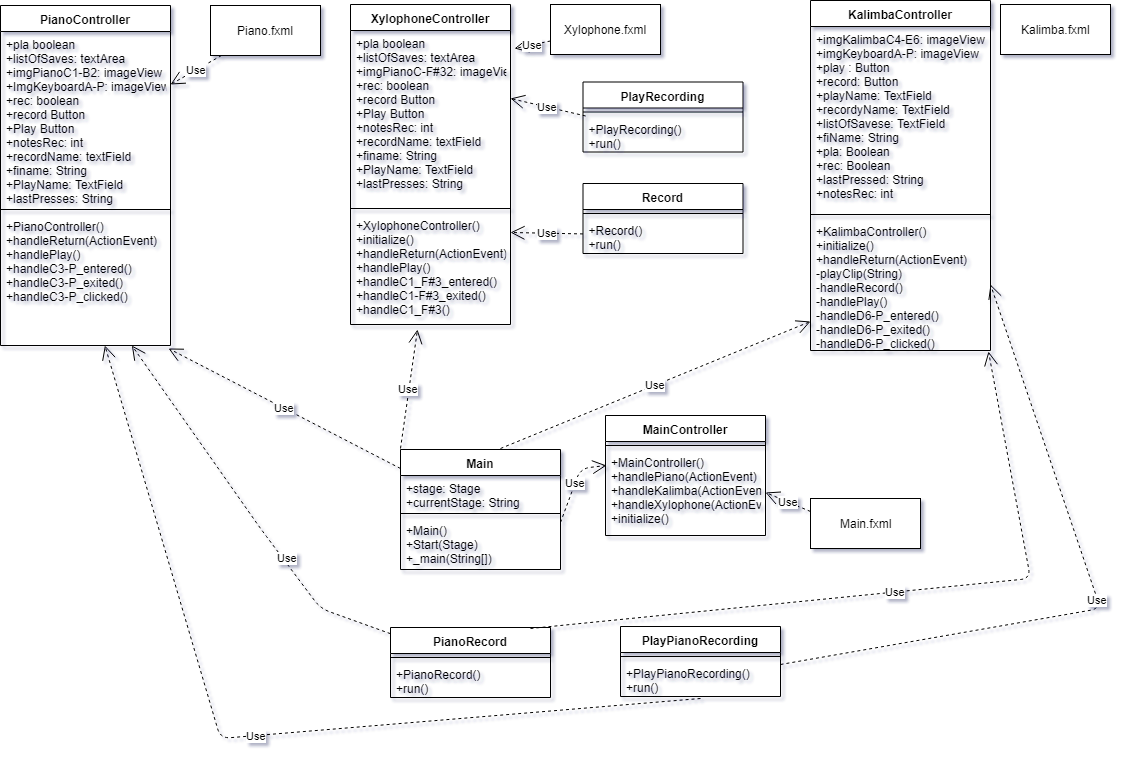 PianoController
+pla boolean
+listOfSaves: textArea
+imgPianoC1-B2: imageView
+ImgKeyboardA-P: imageView
+rec: boolean
+record Button
+Play Button
+notesRec: int
+recordName: textField
+finame: String
+PlayName: TextField
+lastPresses: String
+PianoController()
+handleReturn(ActionEvent)
+handlePlay()
+handleC3-P_entered()
+handleC3-P_exited()
+handleC3-P_clicked()
Piano.fxml
Use
XylophoneController
+pla boolean
+listOfSaves: textArea
+imgPianoC-F#32: imageVi
+rec: boolean
+record Button
+Play Button
+notesRec: int
+recordName: textField
+finame: String
+PlayName: TextField
+lastPresses: String
+XylophoneController()
+initialize()
+handleReturn(ActionEvent)
+handlePlay()
+handleC1_F#3_entered()
+handleC1-F#3_exited()
+handleC1_F#3()
Use
Xylophone.fxml
Use
PlayRecording
+PlayRecording()
+run()
Use
Record
+Record()
+run()
KalimbaController
+imgKalimbaC4-E6: imageView
+imgKeyboardA-P: imageView
+play : Button
+record: Button
+playName: TextField
+recordyName: TextField
+listOfSavese: TextField
+fiName: String
+pla: Boolean
+rec: Boolean
+lastPressed: String
+notesRec: int
+KalimbaController()
+initialize()
+handleReturn(ActionEvent)
-playClip(String)
-handleRecord()
-handlePlay()
-handleD6-P_entered()
-handleD6-P_exited()
-handleD6-P_clicked()
Kalimba.fxml
Use
Use
Use
Main
+stage: Stage
+currentStage: String
+Main()
+Start(Stage)
+_main(String[])
Use
MainController
+MainController()
+handlePiano(ActionEvent)
+handleKalimba(ActionEven
+handleXylophone(ActionEv
+initialize()
Use
Main.fxml
Use
Use
Use
PianoRecord
+PianoRecord()
+run()
PlayPianoRecording
+PlayPianoRecording()
+run()
Use